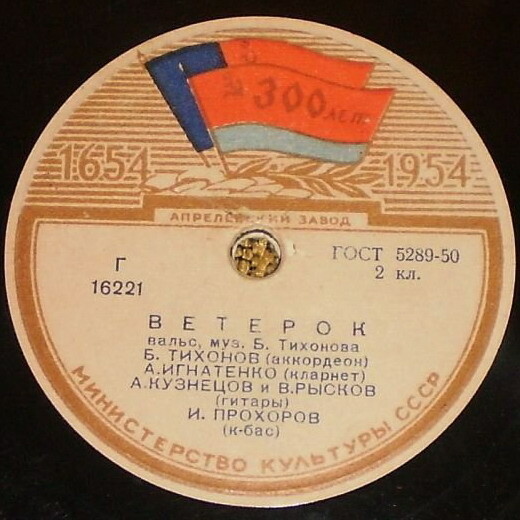 300 ЛЕТ
1654 1954
АПРЕЛЕВСКИЙ ЗАВОД
Г
16221
ГОСТ 5289-50
2 кл.
ВЕТЕРОК
вальс, муз. Б. Тихонова
Б. ТИХОНОВ (аккордеон)
А. ИГНАТЕНКО (кларнет)
А. КУЗНЕЦОВ и В. РЫСКОВ
(гитары)
И. ПРОХОРОВ
(к-бас)
МИНИСТЕРСТВО КУЛЬТУРЫ СССР